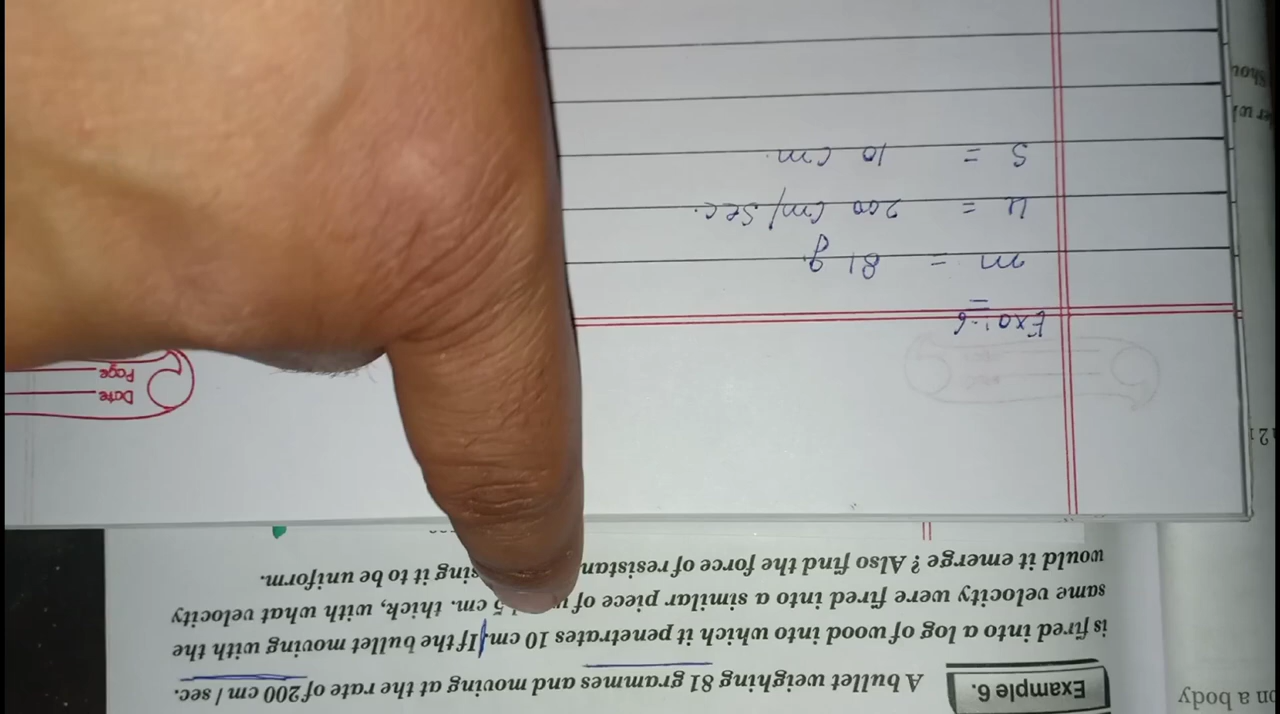 Example 6. A bullet weighing 81 grammes and moving at the rate of 200 cm / sec.
is fired into a log of wood into which it penetrates 10 cm. If the bullet moving with the
same velocity were fired into a similar piece of 5 cm. thick, with what velocity
would it emerge ? Also find the force of resistan sing it to be uniform.
Date
Page
Exa:-6
m = 81 g.
u = 200 cm/sec.
s = 10 cm.
on a body